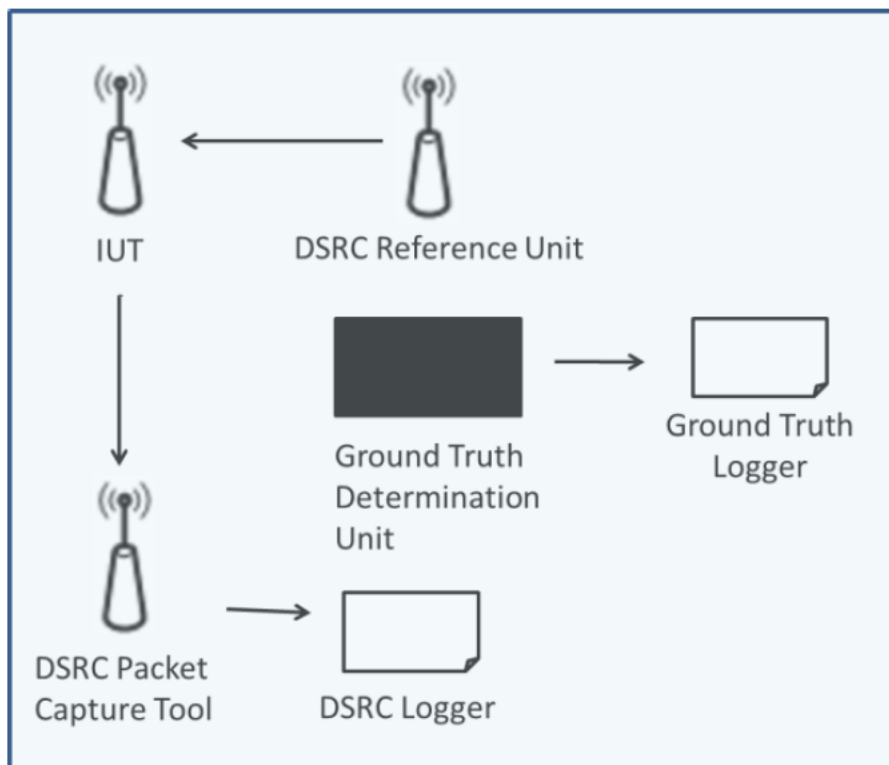 IUT
DSRC Reference Unit
Ground Truth
Determination
Unit
Ground Truth
Logger
DSRC Packet
Capture Tool
DSRC Logger